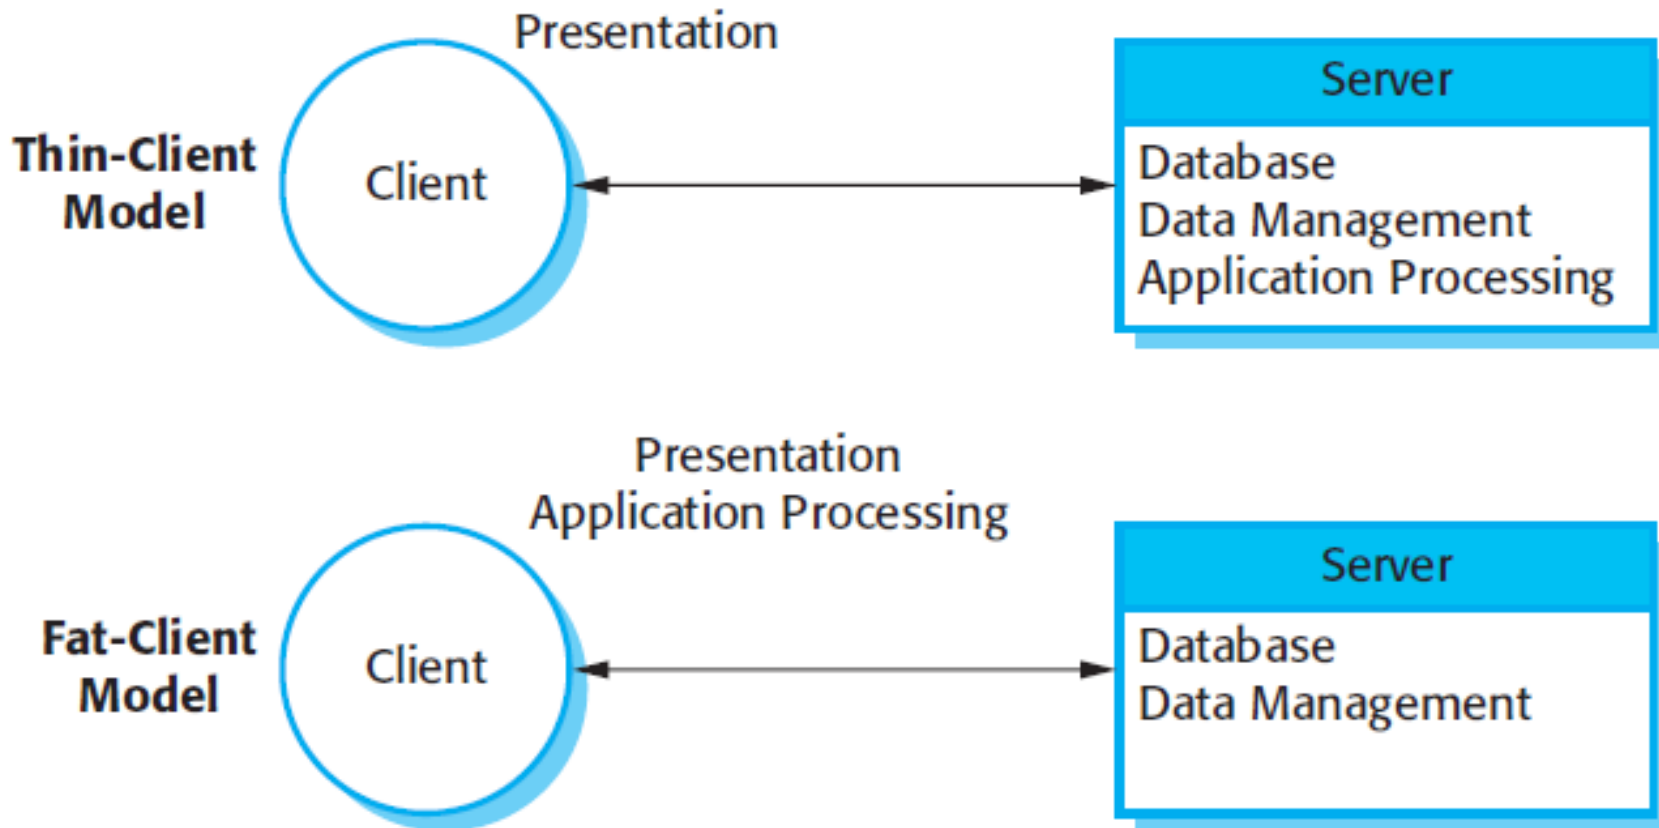 Presentation
Thin-Client
Model
Client
Server
Database
Data Management
Application Processing
Presentation
Application Processing
Fat-Client
Model
Client
Server
Database
Data Management